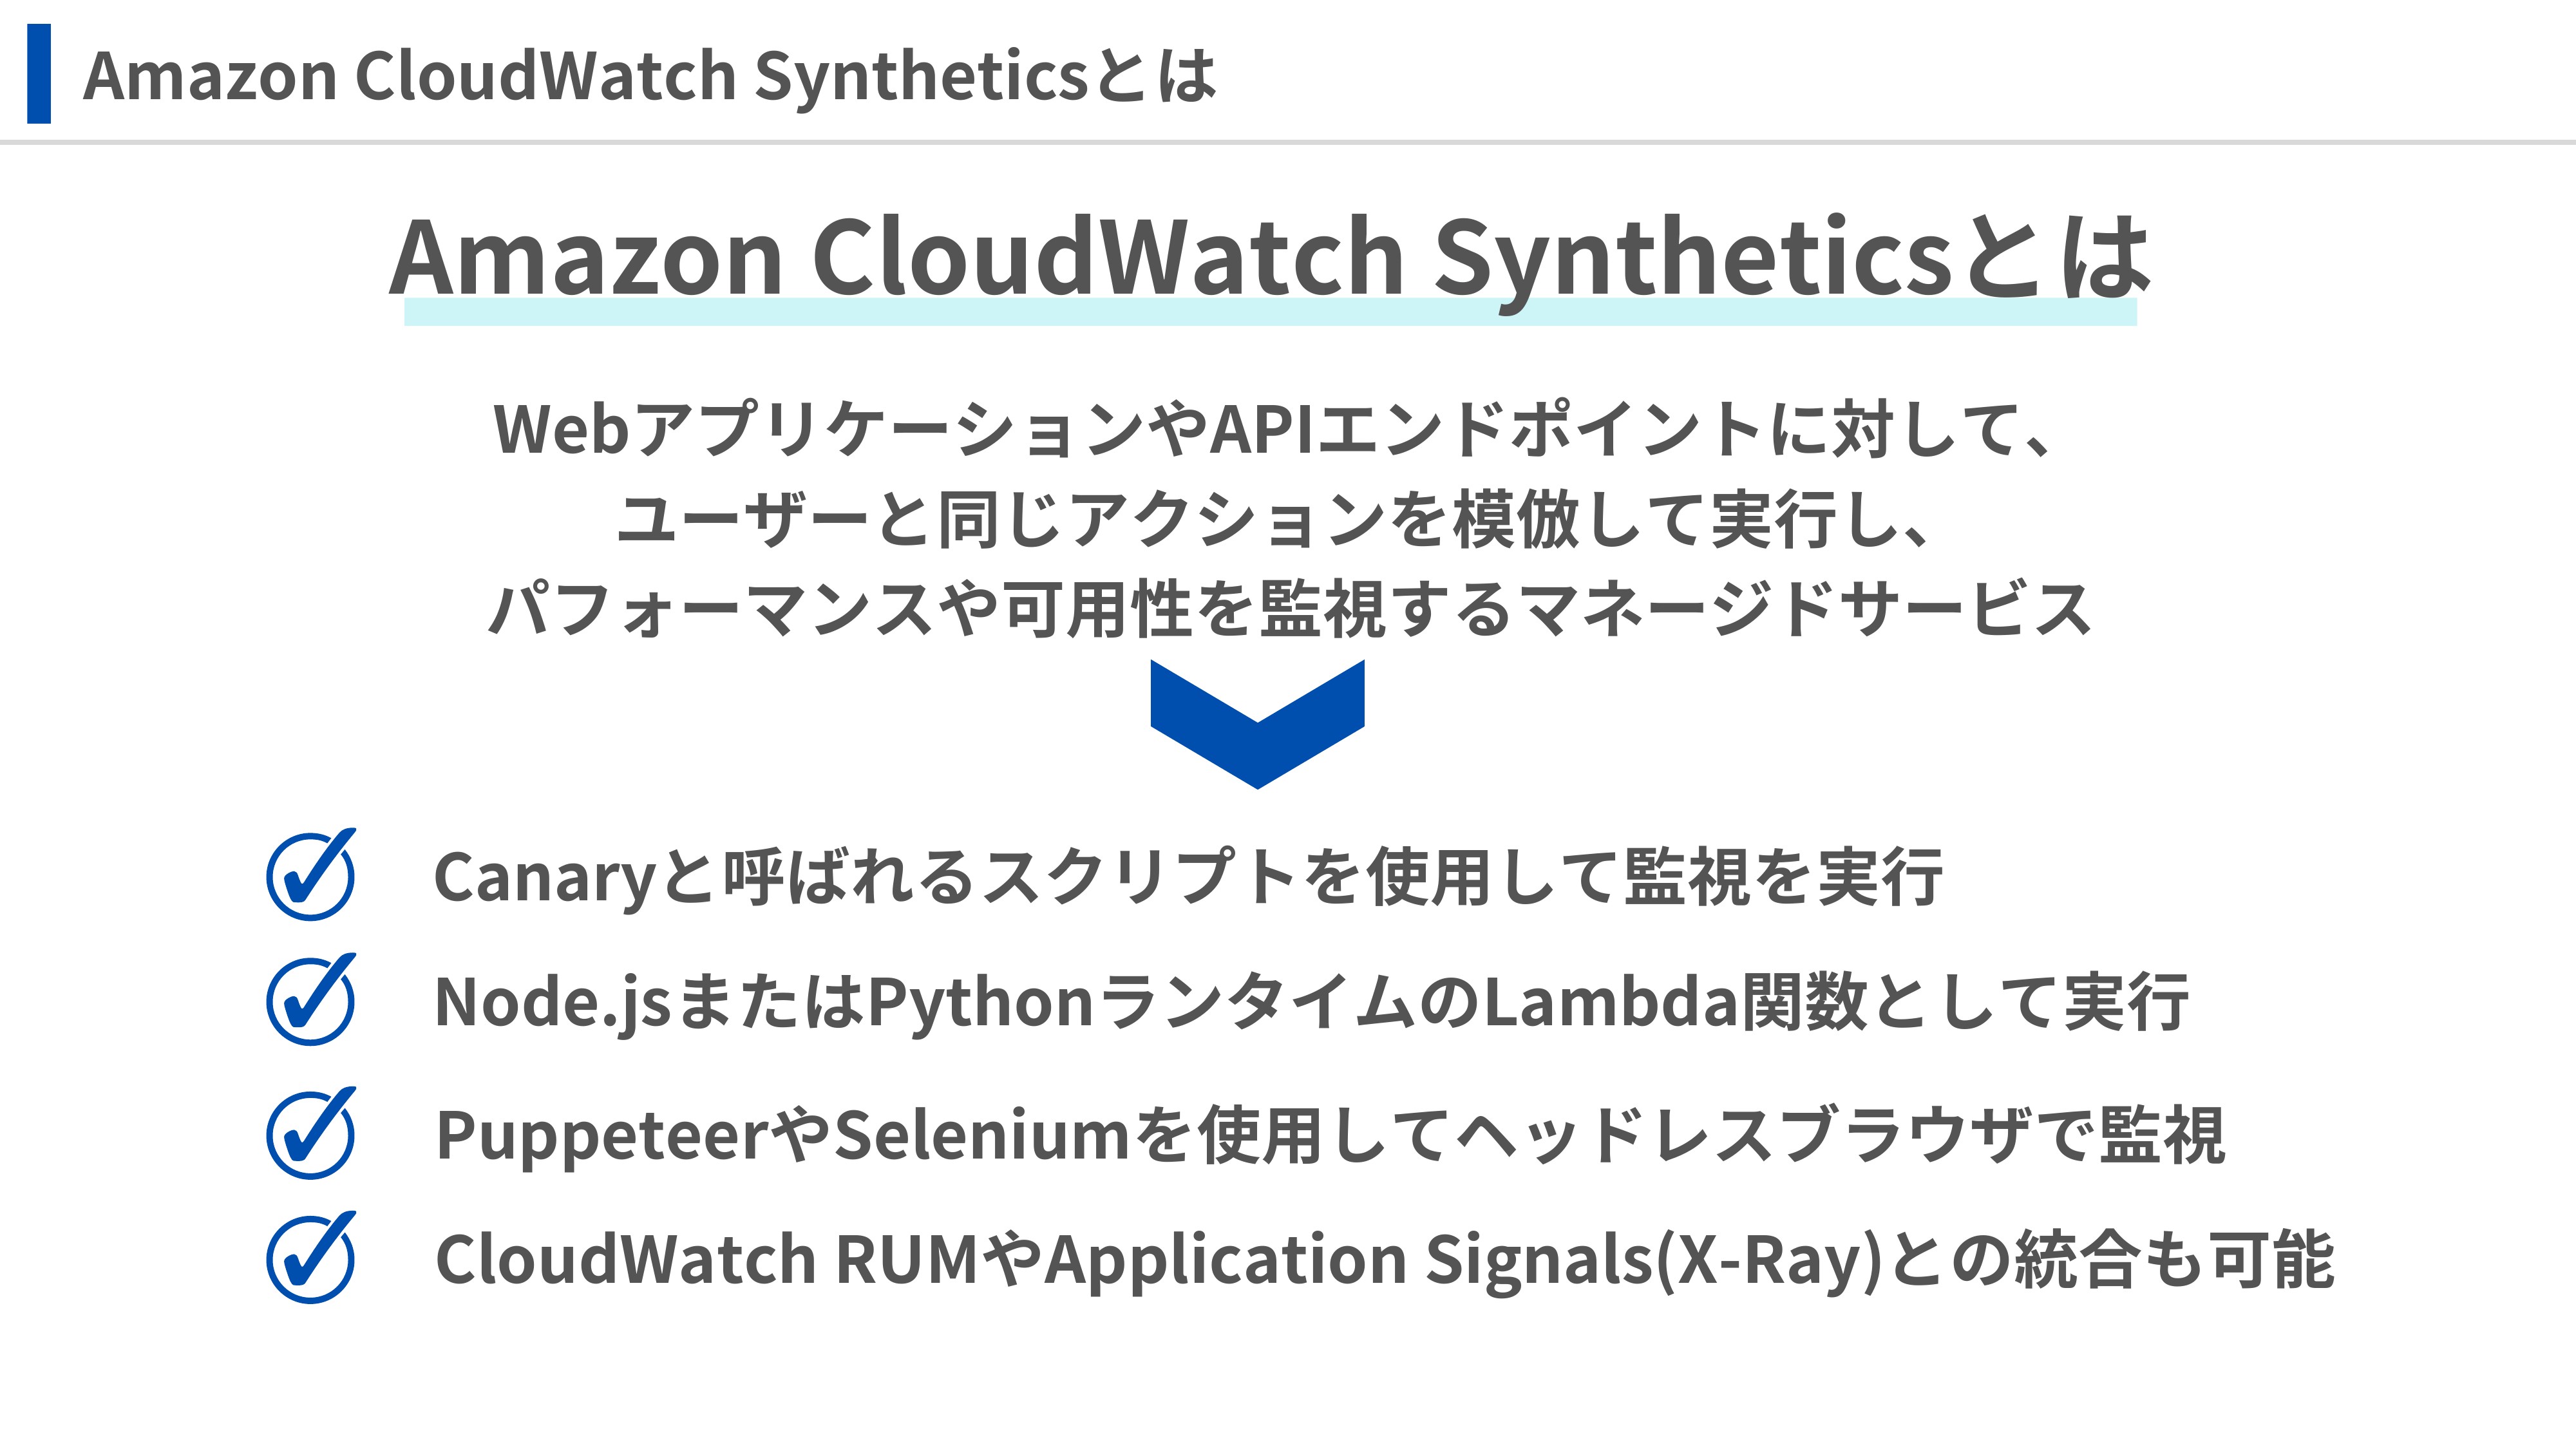 Amazon CloudWatch Syntheticsとは
Amazon CloudWatch Syntheticsとは
WebアプリケーションやAPIエンドポイントに対して、
ユーザーと同じアクションを模倣して実行し、
パフォーマンスや可用性を監視するマネージドサービス
Canaryと呼ばれるスクリプトを使用して監視を実行
Node.jsまたはPythonランタイムのLambda関数として実行
PuppeteerやSeleniumを使用してヘッドレスブラウザで監視
CloudWatch RUMやApplication Signals(X-Ray)との統合も可能